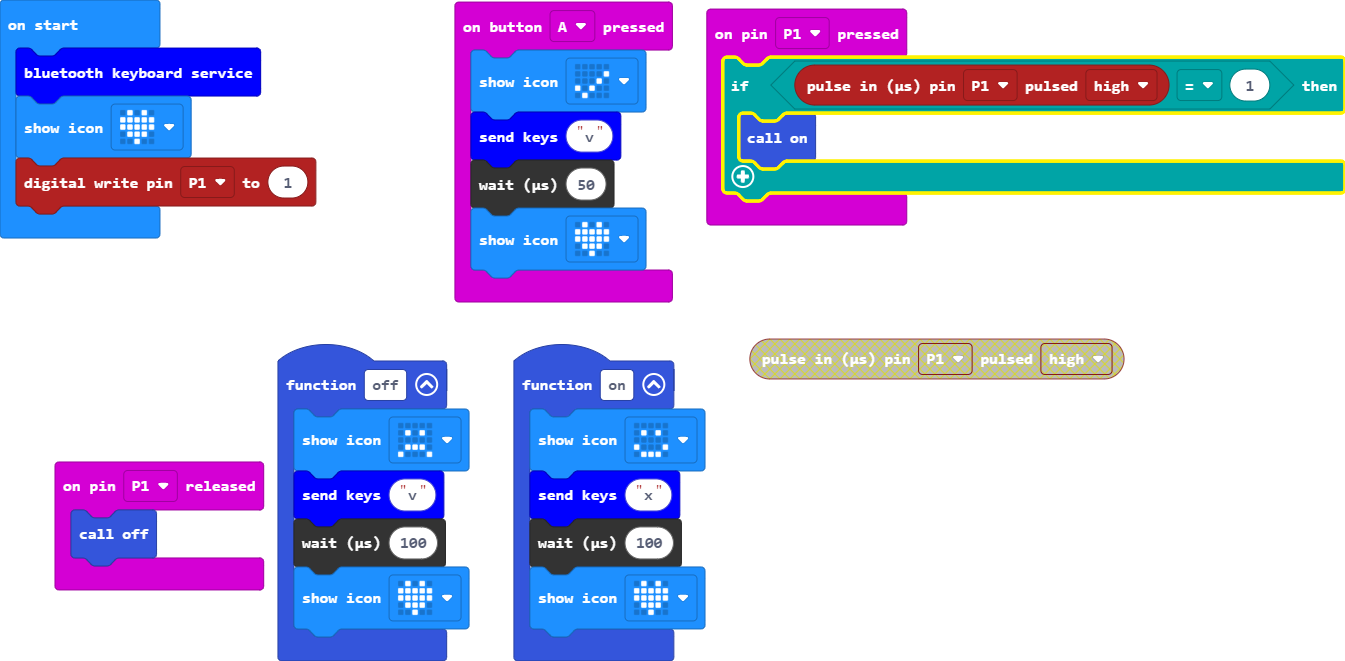 on start
bluetooth keyboard service
show icon
digital write pin P1 to 1
on button A pressed
show icon
send keys "v"
wait (µs) 50
show icon
on pin P1 pressed
if pulse in (µs) pin P1 pulsed high = 1 then
call on
on pin P1 released
call off
function off
show icon
send keys "v"
wait (µs) 100
show icon
function on
show icon
send keys "x"
wait (µs) 100
show icon
pulse in (µs) pin P1 pulsed high